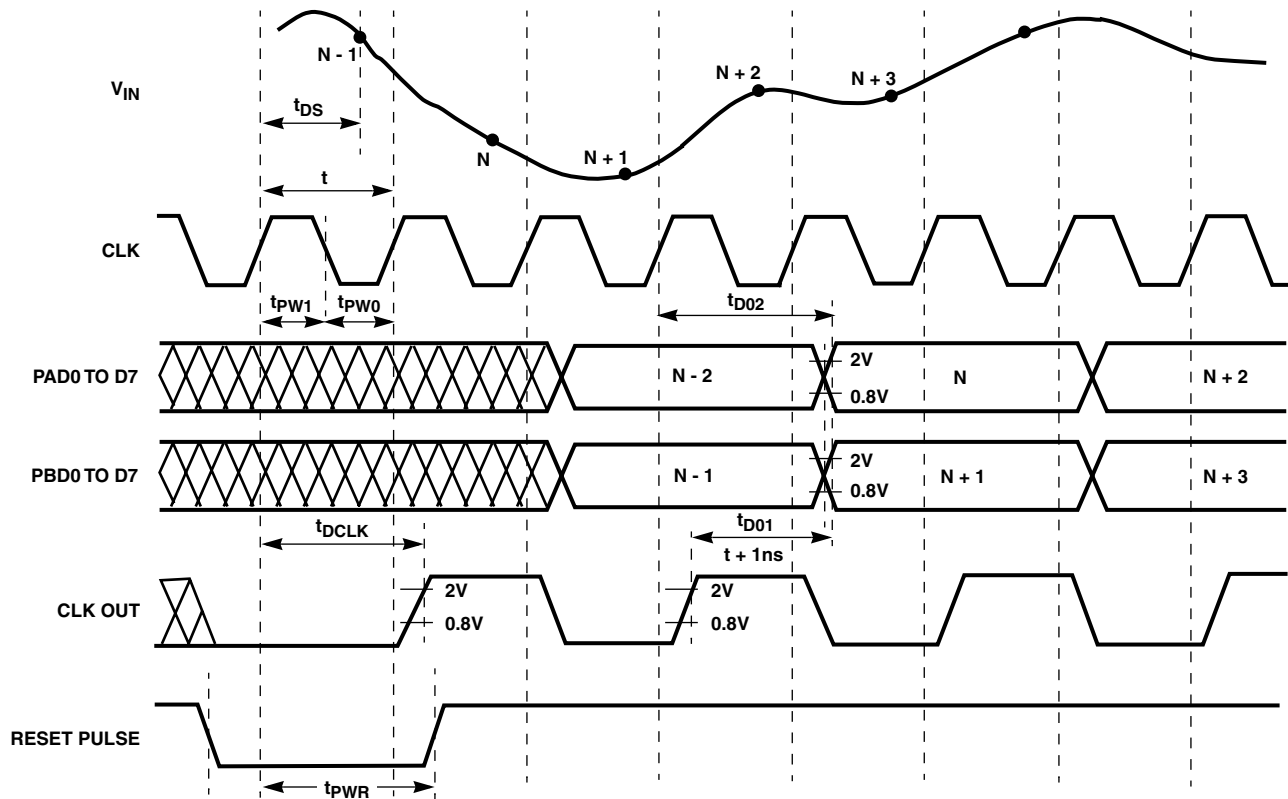 V_IN
N - 1
t_DS
N
N + 1
N + 2
N + 3
t
CLK
t_PW1
t_PW0
t_D02
PAD0 TO D7
N - 2
2V
0.8V
N
N + 2
PBD0 TO D7
N - 1
2V
0.8V
N + 1
N + 3
t_DCLK
t_D01
t + 1ns
CLK OUT
2V
0.8V
2V
0.8V
RESET PULSE
t_PWR